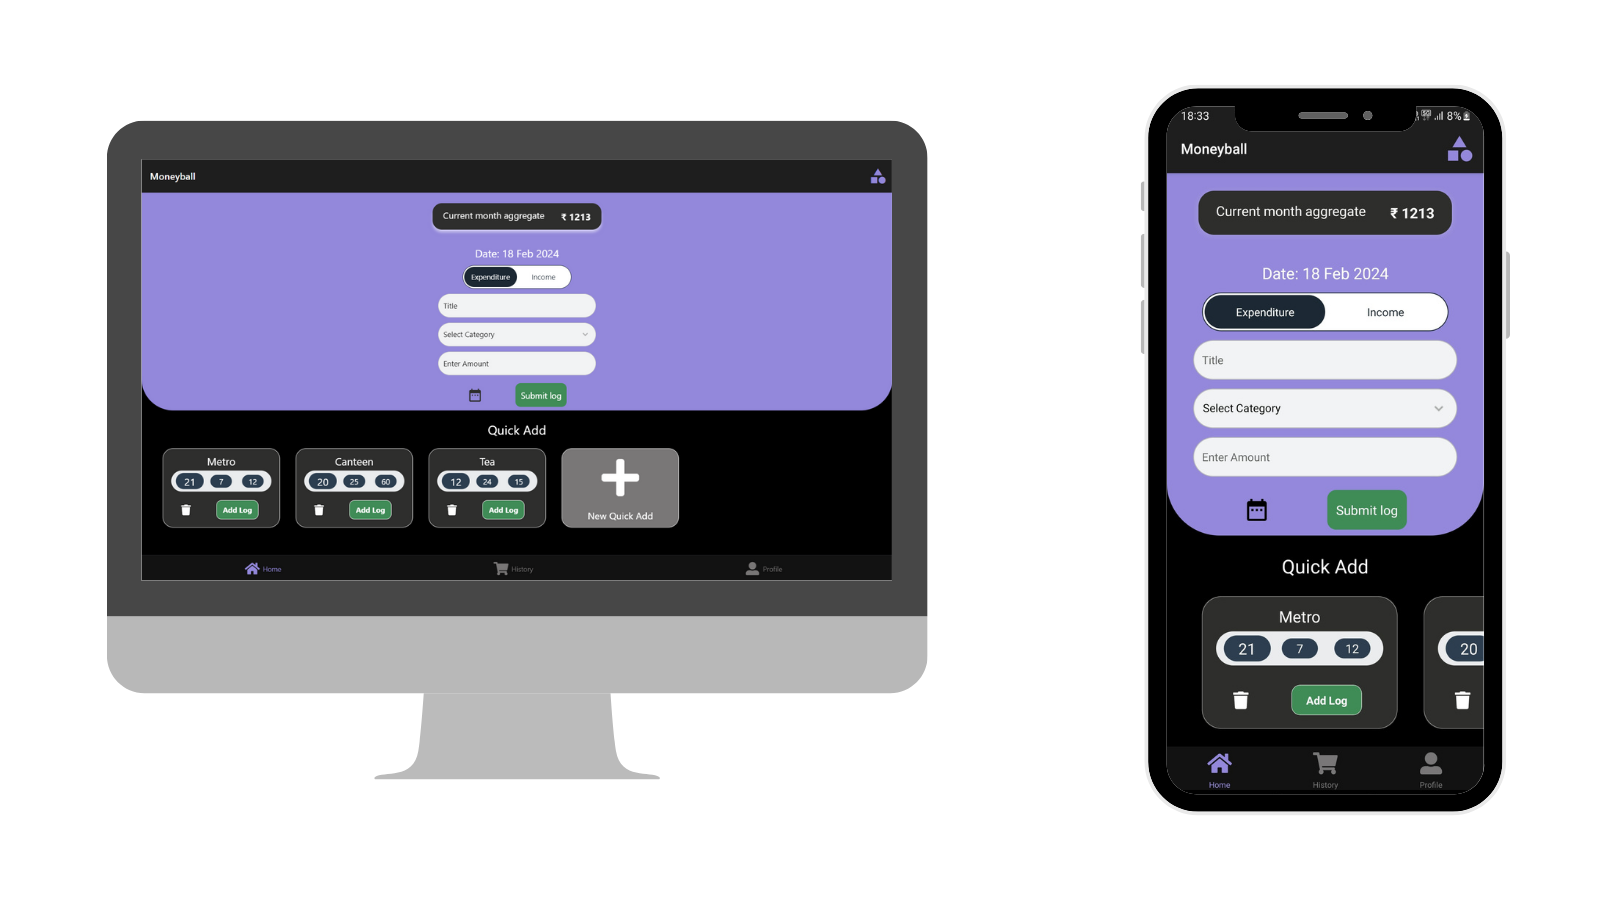 Moneyball
Current month aggregate ₹ 1213
Date: 18 Feb 2024
Expenditure Income
Title
Select Category
Enter Amount
Submit log
Quick Add
Metro
21 7 12
Add Log
Canteen
20 25 60
Add Log
Tea
12 24 15
Add Log
New Quick Add
Home History Profile
18:33 8%
Moneyball
Current month aggregate ₹ 1213
Date: 18 Feb 2024
Expenditure Income
Title
Select Category
Enter Amount
Submit log
Quick Add
Metro
21 7 12
Add Log
20
Home History Profile